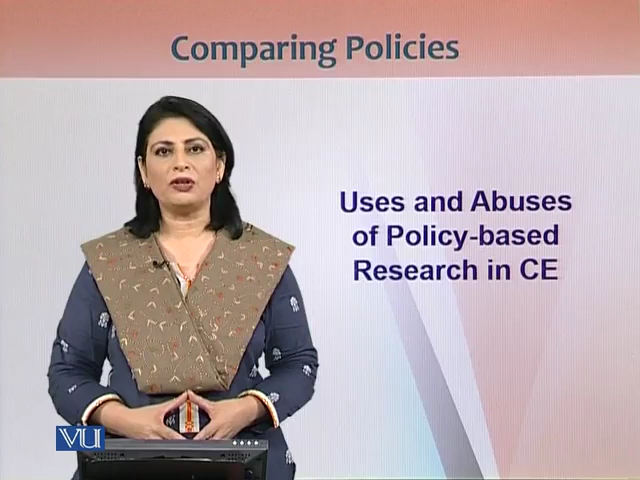 Comparing Policies
Uses and Abuses
of Policy-based
Research in CE
VU